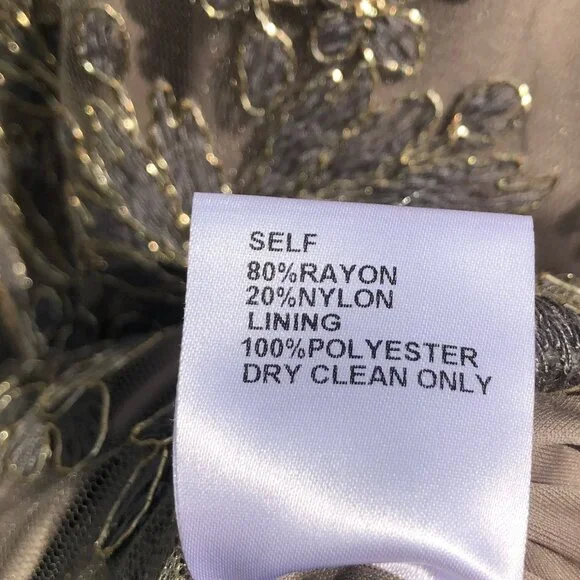 SELF
80%RAYON
20%NYLON
LINING
100%POLYESTER
DRY CLEAN ONLY